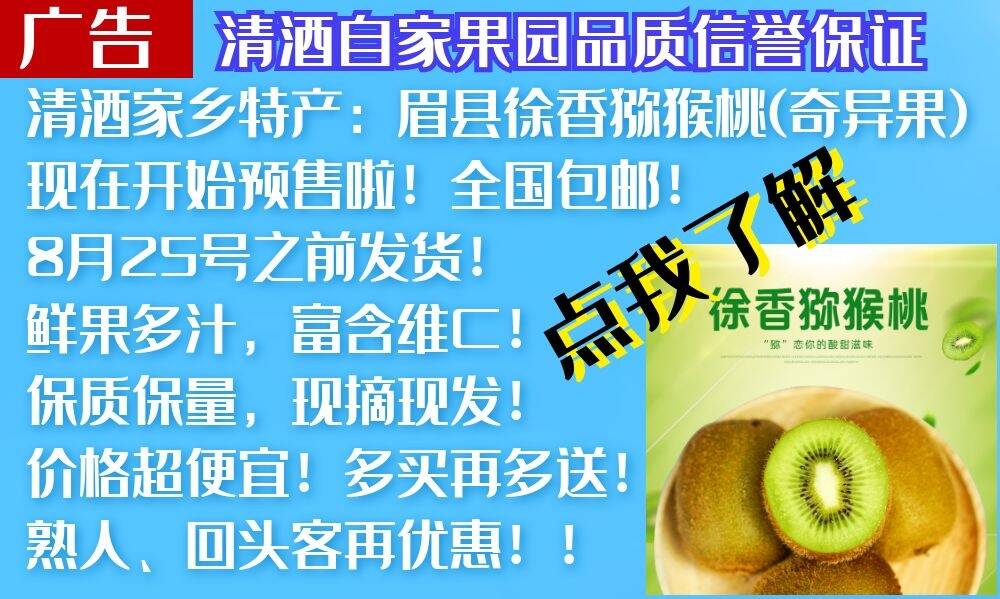 广告
清酒自家果园品质信誉保证
清酒家乡特产：眉县徐香猕猴桃(奇异果)
现在开始预售啦！全国包邮！
8月25号之前发货！
鲜果多汁，富含维C！
保质保量，现摘现发！
价格超便宜！多买再多送！
熟人、回头客再优惠！！
点我了解
徐香猕猴桃
“猕”恋你的酸甜滋味